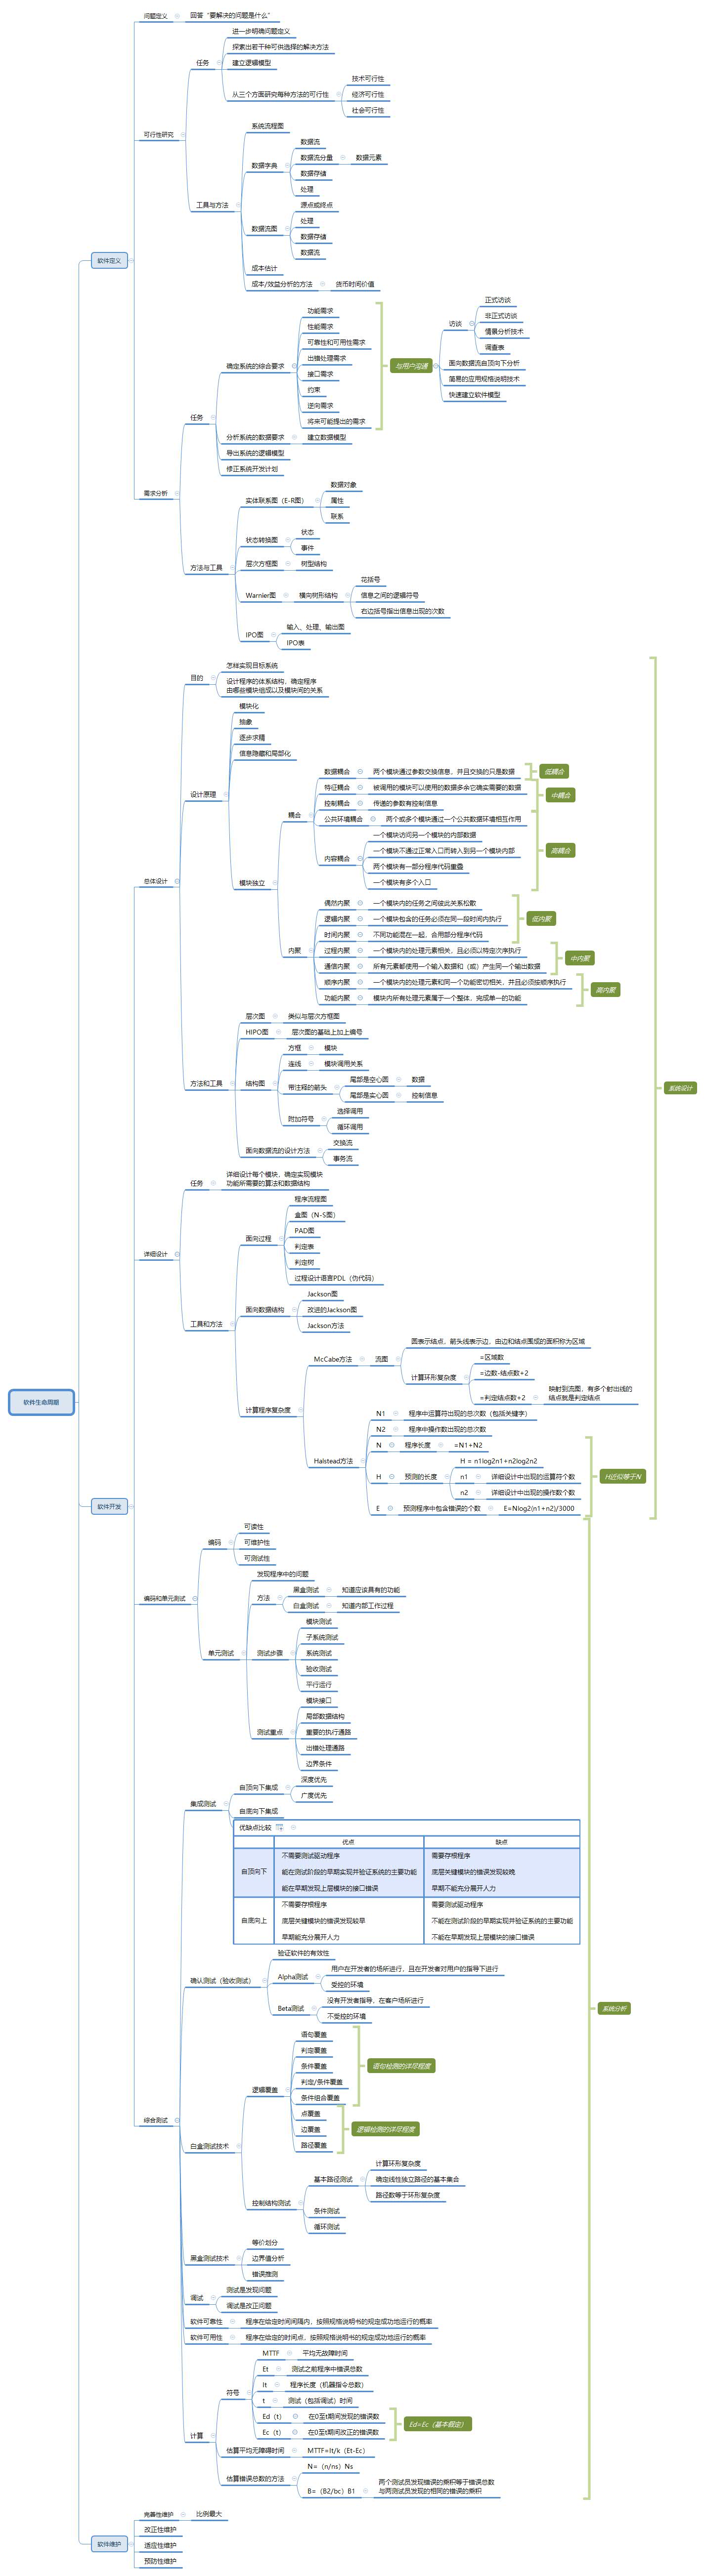 软件生命周期
软件定义
问题定义
回答“要解决的问题是什么”
可行性研究
任务
进一步明确问题定义
探索出若干种可供选择的解决方法
建立逻辑模型
从三个方面研究每种方法的可行性
技术可行性
经济可行性
社会可行性
工具与方法
系统流程图
数据字典
数据流
数据流分量
数据元素
数据存储
处理
数据流图
源点或终点
处理
数据存储
数据流
成本估计
成本/效益分析的方法
货币时间价值
需求分析
任务
确定系统的综合要求
功能需求
性能需求
可靠性和可用性需求
出错处理需求
接口需求
约束
逆向需求
将来可能提出的需求
与用户沟通
访谈
正式访谈
非正式访谈
情景分析技术
调查表
面向数据流自顶向下分析
简易的应用规格说明技术
快速建立软件模型
分析系统的数据要求
建立数据模型
导出系统的逻辑模型
修正系统开发计划
方法与工具
实体联系图（E-R图）
数据对象
属性
联系
状态转换图
状态
事件
层次方框图
树型结构
Warnier图
横向树形结构
花括号
信息之间的逻辑符号
右边括号指出信息出现的次数
IPO图
输入、处理、输出图
IPO表
软件开发
总体设计
目的
怎样实现目标系统
设计程序的体系结构，确定程序
由哪些模块组成以及模块间的关系
设计原理
模块化
抽象
逐步求精
信息隐藏和局部化
模块独立
耦合
数据耦合
两个模块通过参数交换信息，并且交换的只是数据
低耦合
特征耦合
被调用的模块可以使用的数据多余它确实需要的数据
控制耦合
传递的参数有控制信息
中耦合
公共环境耦合
两个或多个模块通过一个公共数据环境相互作用
内容耦合
一个模块访问另一个模块的内部数据
一个模块不通过正常入口而转入到另一个模块内部
两个模块有一部分程序代码重叠
一个模块有多个入口
高耦合
内聚
偶然内聚
一个模块内的任务之间彼此关系松散
逻辑内聚
一个模块包含的任务必须在同一段时间内执行
时间内聚
不同功能混在一起，合用部分程序代码
低内聚
过程内聚
一个模块内的处理元素相关，且必须以特定次序执行
通信内聚
所有元素都使用一个输入数据和（或）产生同一个输出数据
中内聚
顺序内聚
一个模块内的处理元素和同一个功能密切相关，并且必须按顺序执行
功能内聚
模块内所有处理元素属于一个整体，完成单一的功能
高内聚
方法和工具
层次图
类似与层次方框图
HIPO图
层次图的基础上加上编号
结构图
方框
模块
连线
模块调用关系
带注释的箭头
尾部是空心圆
数据
尾部是实心圆
控制信息
附加符号
选择调用
循环调用
面向数据流的设计方法
交换流
事务流
系统设计
详细设计
任务
详细设计每个模块，确定实现模块
功能所需要的算法和数据结构
工具和方法
面向过程
程序流程图
盒图（N-S图）
PAD图
判定表
判定树
过程设计语言PDL（伪代码）
面向数据结构
Jackson图
改进的Jackson图
Jackson方法
计算程序复杂度
McCabe方法
流图
圆表示结点，箭头线表示边，由边和结点围成的面积称为区域
计算环形复杂度
=区域数
=边数-结点数+2
=判定结点数+2
映射到流图，有多个射出线的
结点就是判定结点
Halstead方法
N1
程序中运算符出现的总次数（包括关键字）
N2
程序中操作数出现的总次数
N
程序长度
=N1+N2
H
预测的长度
H = n1log2n1+n2log2n2
n1
详细设计中出现的运算符个数
n2
详细设计中出现的操作数个数
H近似等于N
E
预测程序中包含错误的个数
E=Nlog2(n1+n2)/3000
编码和单元测试
编码
可读性
可维护性
可测试性
单元测试
发现程序中的问题
方法
黑盒测试
知道应该具有的功能
白盒测试
知道内部工作过程
测试步骤
模块测试
子系统测试
系统测试
验收测试
平行运行
测试重点
模块接口
局部数据结构
重要的执行通路
出错处理通路
边界条件
综合测试
集成测试
自顶向下集成
深度优先
广度优先
自底向下集成
优缺点比较
优点
缺点
自顶向下
不需要测试驱动程序
能在测试阶段的早期实现并验证系统的主要功能
能在早期发现上层模块的接口错误
需要存根程序
底层关键模块的错误发现较晚
早期不能充分展开人力
自底向上
不需要存根程序
底层关键模块的错误发现较早
早期能充分展开人力
需要测试驱动程序
不能在测试阶段的早期实现并验证系统的主要功能
不能在早期发现上层模块的接口错误
确认测试（验收测试）
验证软件的有效性
Alpha测试
用户在开发者的场所进行，且在开发者对用户的指导下进行
受控的环境
Beta测试
没有开发者指导，在客户场所进行
不受控的环境
系统分析
白盒测试技术
逻辑覆盖
语句覆盖
判定覆盖
条件覆盖
判定/条件覆盖
条件组合覆盖
语句检测的详尽程度
点覆盖
边覆盖
路径覆盖
逻辑检测的详尽程度
控制结构测试
基本路径测试
计算环形复杂度
确定线性独立路径的基本集合
路径数等于环形复杂度
条件测试
循环测试
黑盒测试技术
等价划分
边界值分析
错误推测
调试
测试是发现问题
调试是改正问题
软件可靠性
程序在给定时间间隔内，按照规格说明书的规定成功地运行的概率
软件可用性
程序在给定的时间点，按照规格说明书的规定成功地运行的概率
计算
符号
MTTF
平均无故障时间
Et
测试之前程序中错误总数
It
程序长度（机器指令总数）
t
测试（包括调试）时间
Ed（t）
在0至t期间发现的错误数
Ec（t）
在0至t期间改正的错误数
Ed=Ec（基本假定）
估算平均无障碍时间
MTTF=It/k（Et-Ec）
估算错误总数的方法
N=（n/ns）Ns
B=（B2/bc）B1
两个测试员发现错误的乘积等于错误总数
与两测试员发现的相同的错误的乘积
软件维护
完善性维护
比例最大
改正性维护
适应性维护
预防性维护